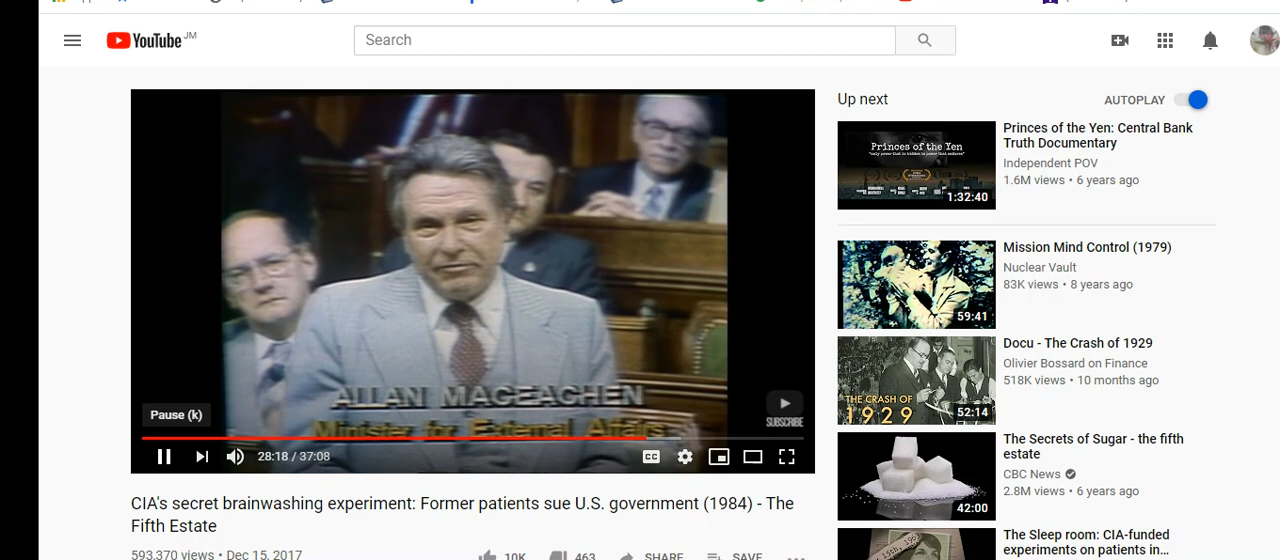 YouTube JM
Search
Up next
AUTOPLAY
Princes of the Yen
Princes of the Yen: Central Bank
Truth Documentary
Independent POV
1.6M views • 6 years ago
1:32:40
Mission Mind Control (1979)
Nuclear Vault
83K views • 8 years ago
59:41
Docu - The Crash of 1929
Olivier Bossard on Finance
518K views • 10 months ago
THE CRASH OF
1929
52:14
The Secrets of Sugar - the fifth
estate
CBC News
2.8M views • 6 years ago
42:00
The Sleep room: CIA-funded
experiments on patients in...
ALLAN MACEACHEN
Minister for External Affairs
Pause (k)
SUBSCRIBE
28:18 / 37:08
CC
CIA's secret brainwashing experiment: Former patients sue U.S. government (1984) - The
Fifth Estate
593,370 views • Dec 15, 2017
10K
463
SHARE
SAVE